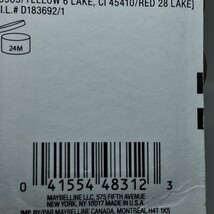 YELLOW 6 LAKE, CI 45410/RED 28 LAKE]
I.L.# D183692/1
24M
0 41554 48312 3
MAYBELLINE LLC, 575 FIFTH AVENUE
NEW YORK, NY 10017 MADE IN
IMP. BY/PAR MAYBELLINE CANADA, MONTREAL H4T 1K5